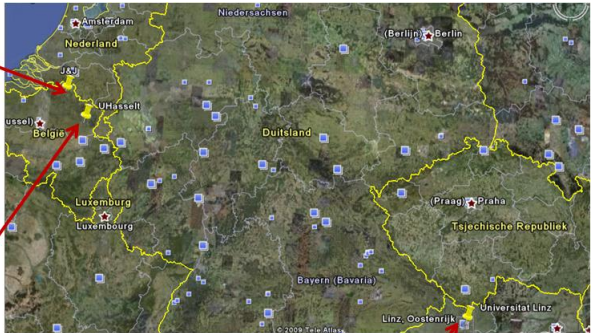 Niedersachsen
Amsterdam
(Berlijn) Berlin
Nederland
J&J
UHasselt
ussel)
België
Duitsland
Luxemburg
Luxembourg
(Praag) Praha
Tsjechische Republiek
Bayern (Bavaria)
Universitat Linz
Linz, Oostenrijk
© 2009 Tele Atlas